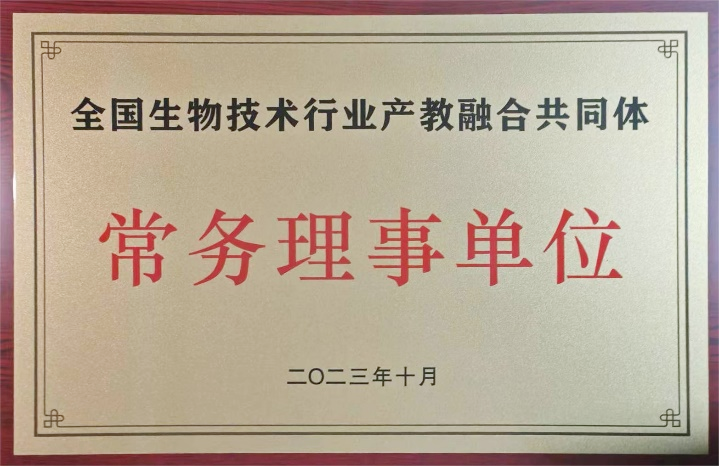 全国生物技术行业产教融合共同体
常务理事单位
二〇二三年十月